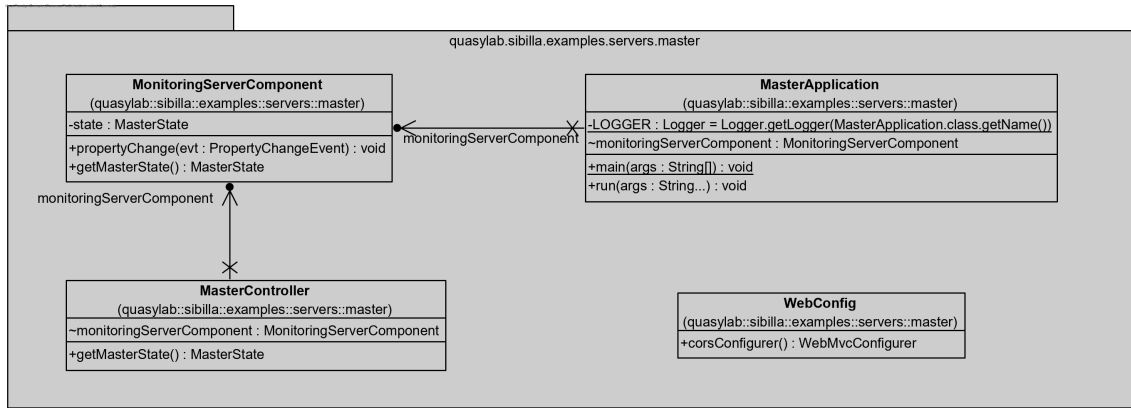 quasylab.sibilla.examples.servers.master
MonitoringServerComponent
(quasylab::sibilla::examples::servers::master)
-state : MasterState
+propertyChange(evt : PropertyChangeEvent) : void
+getMasterState() : MasterState
MasterApplication
(quasylab::sibilla::examples::servers::master)
-LOGGER : Logger = Logger.getLogger(MasterApplication.class.getName())
~monitoringServerComponent : MonitoringServerComponent
+main(args : String[]) : void
+run(args : String...) : void
monitoringServerComponent
monitoringServerComponent
MasterController
(quasylab::sibilla::examples::servers::master)
~monitoringServerComponent : MonitoringServerComponent
+getMasterState() : MasterState
WebConfig
(quasylab::sibilla::examples::servers::master)
+corsConfigurer() : WebMvcConfigurer